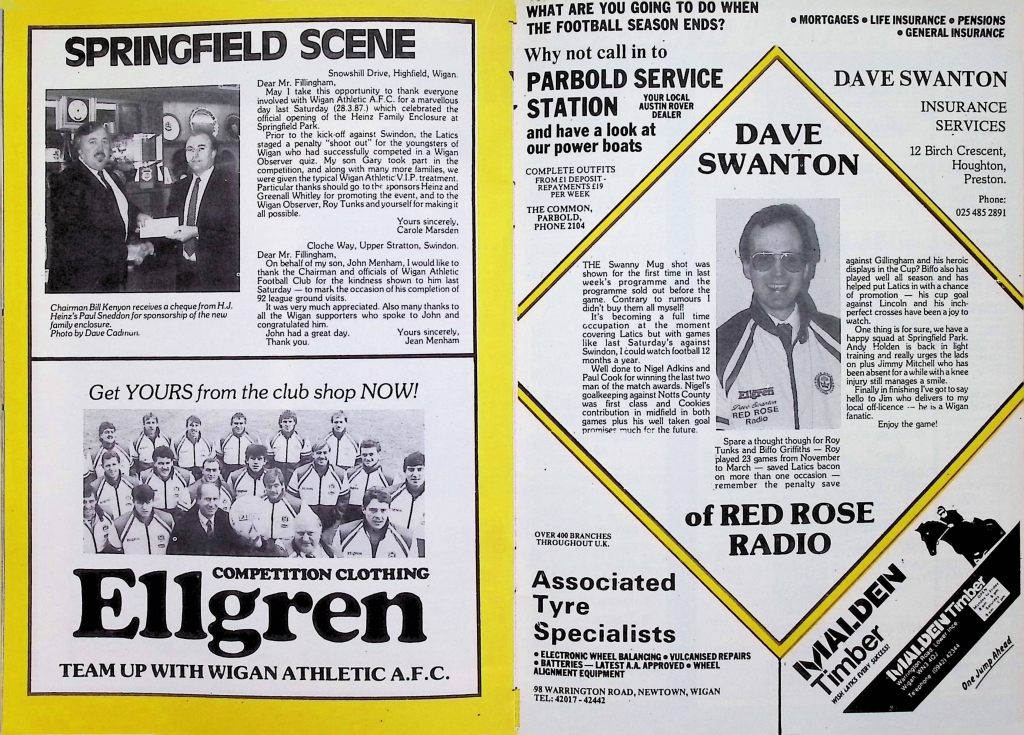 SPRINGFIELD SCENE
Snowshill Drive, Highfield, Wigan.
Dear Mr. Fillingham,
May I take this opportunity to thank everyone
involved with Wigan Athletic A.F.C. for a marvellous
day last Saturday (28.3.87.) which celebrated the
official opening of the Heinz Family Enclosure at
Springfield Park.
Prior to the kick-off against Swindon, the Latics
staged a penalty "shoot out" for the youngsters of
Wigan who had successfully competed in a Wigan
Observer quiz. My son Gary took part in the
competition, and along with many more families, we
were given the typical Wigan Athletic V.I.P. treatment.
Particular thanks should go to the sponsors Heinz and
Greenall Whitley for promoting the event, and to the
Wigan Observer, Roy Tunks and yourself for making it
all possible.
Yours sincerely,
Carole Marsden
Cloche Way, Upper Stratton, Swindon.
Dear Mr. Fillingham,
On behalf of my son, John Menham, I would like to
thank the Chairman and officials of Wigan Athletic
Football Club for the kindness shown to him last
Saturday — to mark the occasion of his completion of
92 league ground visits.
It was very much appreciated. Also many thanks to
all the Wigan supporters who spoke to John and
congratulated him.
John had a great day.
Thank you.
Yours sincerely,
Jean Menham
Chairman Bill Kenyon receives a cheque from H.J.
Heinz's Paul Sneddon for sponsorship of the new
family enclosure.
Photo by Dave Cadman.
Get YOURS from the club shop NOW!
COMPETITION CLOTHING
Ellgren
TEAM UP WITH WIGAN ATHLETIC A.F.C.
WHAT ARE YOU GOING TO DO WHEN
THE FOOTBALL SEASON ENDS?
Why not call in to
PARBOLD SERVICE
STATION
YOUR LOCAL
AUSTIN ROVER
DEALER
and have a look at
our power boats
COMPLETE OUTFITS
FROM £1 DEPOSIT -
REPAYMENTS £19
PER WEEK
THE COMMON,
PARBOLD,
PHONE 2104
• MORTGAGES • LIFE INSURANCE • PENSIONS
• GENERAL INSURANCE
DAVE SWANTON
INSURANCE
SERVICES
12 Birch Crescent,
Houghton,
Preston.
Phone:
025 485 2891
DAVE
SWANTON
THE Swanny Mug shot was
shown for the first time in last
week's programme and the
programme sold out before the
game. Contrary to rumours I
didn't buy them all myself!
It's becoming a full time
occupation at the moment
covering Latics but with games
like last Saturday's against
Swindon, I could watch football 12
months a year.
Well done to Nigel Adkins and
Paul Cook for winning the last two
man of the match awards. Nigel's
goalkeeping against Notts County
was first class and Cookies
contribution in midfield in both
games plus his well taken goal
promises much for the future.
Ellgren
Dave Swanton
RED ROSE
Radio
Spare a thought though for Roy
Tunks and Biffo Griffiths — Roy
played 23 games from November
to March — saved Latics bacon
on more than one occasion —
remember the penalty save
against Gillingham and his heroic
displays in the Cup? Biffo also has
played well all season and has
helped put Latics in with a chance
of promotion — his cup goal
against Lincoln and his inch-
perfect crosses have been a joy to
watch.
One thing is for sure, we have a
happy squad at Springfield Park.
Andy Holden is back in light
training and really urges the lads
on plus Jimmy Mitchell who has
been absent for a while with a knee
injury still manages a smile.
Finally in finishing I've got to say
hello to Jim who delivers to my
local off-licence — he is a Wigan
fanatic.
Enjoy the game!
of RED ROSE
RADIO
OVER 400 BRANCHES
THROUGHOUT U.K.
Associated
Tyre
Specialists
• ELECTRONIC WHEEL BALANCING • VULCANISED REPAIRS
• BATTERIES — LATEST A.A. APPROVED • WHEEL
ALIGNMENT EQUIPMENT
98 WARRINGTON ROAD, NEWTOWN, WIGAN
TEL: 42017 - 42442
MALDEN
Timber
WISH LATICS EVERY SUCCESS!
MALDEN Timber
Warrington Road, Lower Ince,
Telephone (0942)
One Jump Ahead